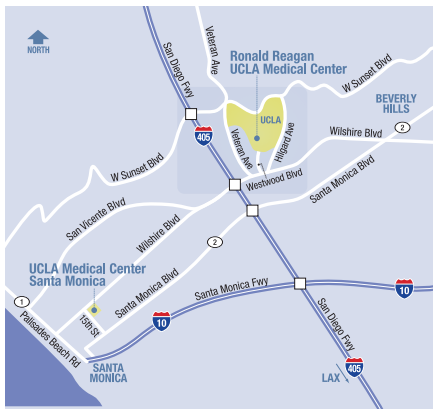 NORTH
San Diego Fwy
Veteran Ave
Ronald Reagan
UCLA Medical Center
W Sunset Blvd
BEVERLY
HILLS
UCLA
405
Veteran Ave
Hilgard Ave
Wilshire Blvd
2
W Sunset Blvd
Westwood Blvd
Santa Monica Blvd
San Vicente Blvd
Wilshire Blvd
2
UCLA Medical Center
Santa Monica
Santa Monica Blvd
Santa Monica Fwy
10
10
1
15th St
Palisades Beach Rd
San Diego Fwy
SANTA
MONICA
LAX
405